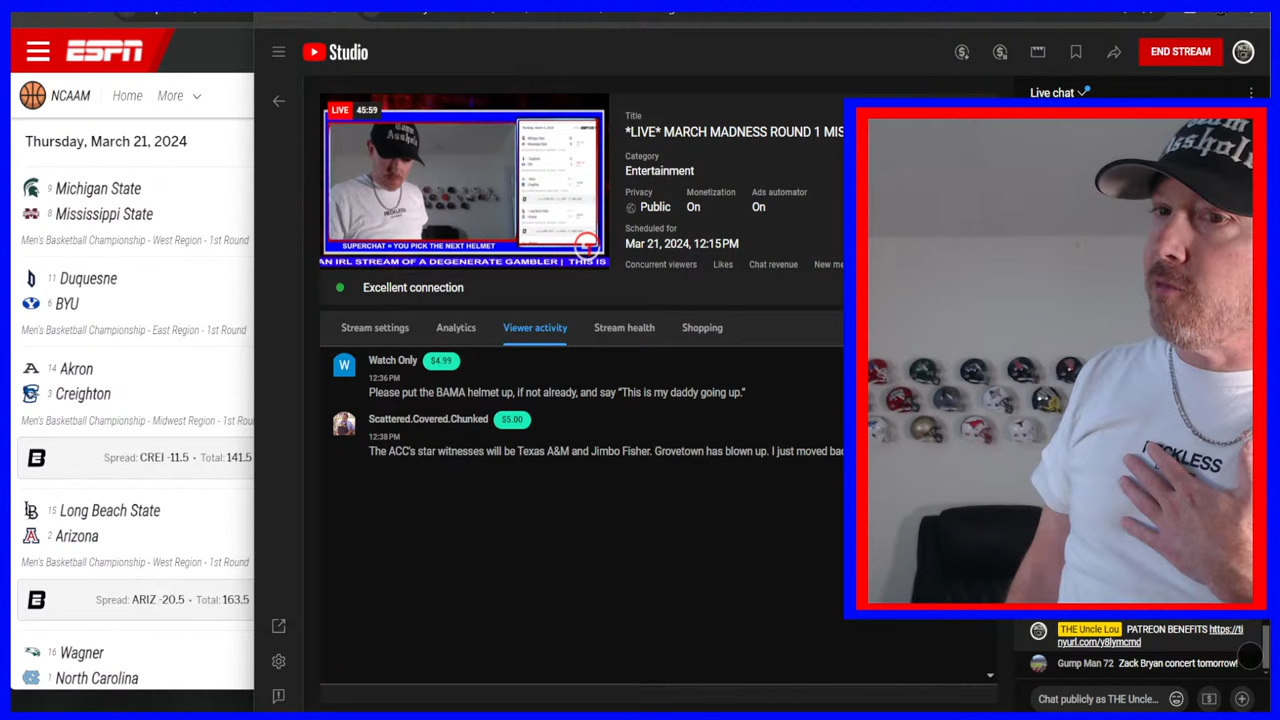 ESPN
NCAAM Home More
Thursday, March 21, 2024
9 Michigan State
16 Mississippi State
Men's Basketball Championship - West Region - 1st Round
11 Duquesne
6 BYU
Men's Basketball Championship - East Region - 1st Round
14 Akron
3 Creighton
Men's Basketball Championship - Midwest Region - 1st Round
Spread: CREI -11.5 • Total: 141.5
15 Long Beach State
2 Arizona
Men's Basketball Championship - West Region - 1st Round
Spread: ARIZ -20.5 • Total: 163.5
16 Wagner
1 North Carolina
Studio
END STREAM
LIVE 45:59
SUPERCHAT = YOU PICK THE NEXT HELMET
AN IRL STREAM OF A DEGENERATE GAMBLER | THIS IS
Title
*LIVE* MARCH MADNESS ROUND 1 MIS
Category
Entertainment
Privacy Monetization Ads automator
Public On On
Scheduled for
Mar 21, 2024, 12:15 PM
Concurrent viewers Likes Chat revenue New me
Excellent connection
Stream settings Analytics Viewer activity Stream health Shopping
W Watch Only $4.99
12:36 PM
Please put the BAMA helmet up, if not already, and say "This is my daddy going up."
Scattered.Covered.Chunked $5.00
12:38 PM
The ACC's star witnesses will be Texas A&M and Jimbo Fisher. Grovetown has blown up. I just moved bac
Live chat
Asshole
RECKLESS
THE Uncle Lou PATREON BENEFITS https://ti
nyurl.com/y8lymcmd
Gump Man 72 Zack Bryan concert tomorrow!
Chat publicly as THE Uncle...